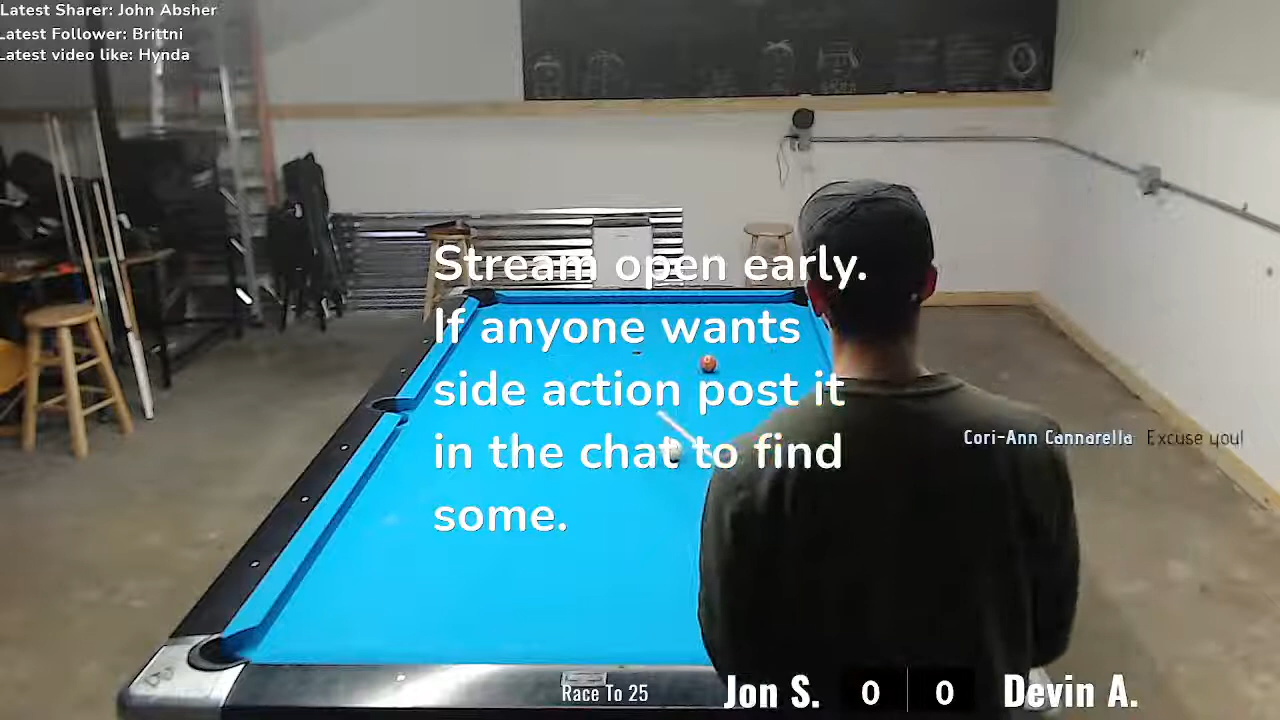 Latest Sharer: John Absher
Latest Follower: Brittni
Latest video like: Hynda
Stream open early.
If anyone wants
side action post it
in the chat to find
some.
Cori-Ann Cannarella Excuse you!
Race To 25
Jon S. 0 0 Devin A.